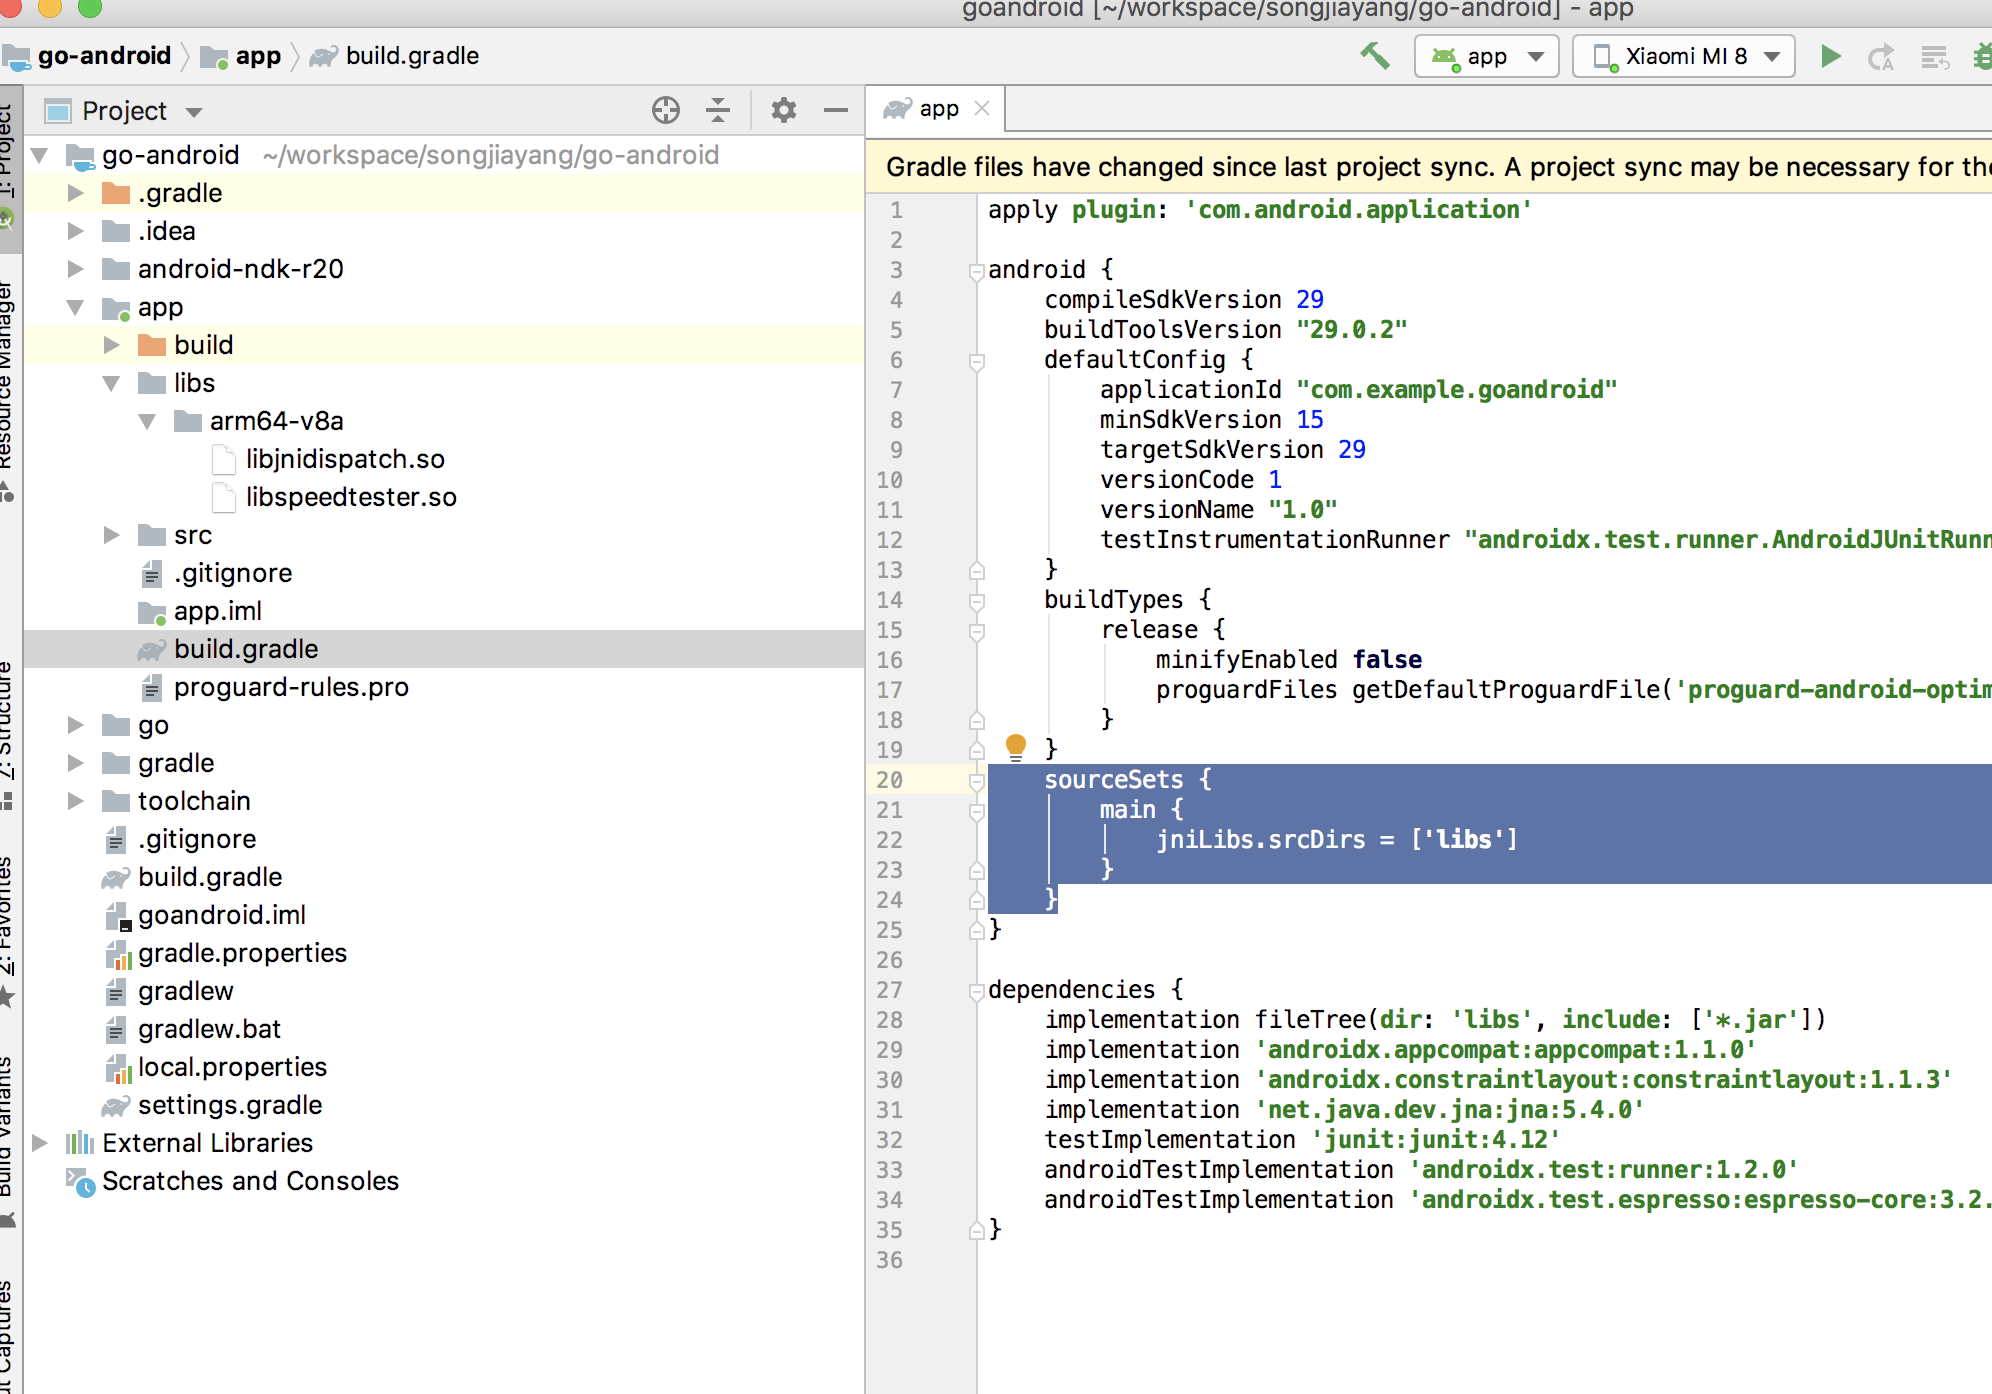 goandroid [~/workspace/songjiayang/go-android] - app
go-android app build.gradle
app Xiaomi MI 8
1: Project
Resource Manager
7: Structure
2: Favorites
Build Variants
Captures
Project
go-android ~/workspace/songjiayang/go-android
.gradle
.idea
android-ndk-r20
app
build
libs
arm64-v8a
libjnidispatch.so
libspeedtester.so
src
.gitignore
app.iml
build.gradle
proguard-rules.pro
go
gradle
toolchain
.gitignore
build.gradle
goandroid.iml
gradle.properties
gradlew
gradlew.bat
local.properties
settings.gradle
External Libraries
Scratches and Consoles
app
Gradle files have changed since last project sync. A project sync may be necessary for the
1 apply plugin: 'com.android.application'
2
3 android {
4 compileSdkVersion 29
5 buildToolsVersion "29.0.2"
6 defaultConfig {
7 applicationId "com.example.goandroid"
8 minSdkVersion 15
9 targetSdkVersion 29
10 versionCode 1
11 versionName "1.0"
12 testInstrumentationRunner "androidx.test.runner.AndroidJUnitRunn
13 }
14 buildTypes {
15 release {
16 minifyEnabled false
17 proguardFiles getDefaultProguardFile('proguard-android-optim
18 }
19 }
20 sourceSets {
21 main {
22 jniLibs.srcDirs = ['libs']
23 }
24 }
25 }
26
27 dependencies {
28 implementation fileTree(dir: 'libs', include: ['*.jar'])
29 implementation 'androidx.appcompat:appcompat:1.1.0'
30 implementation 'androidx.constraintlayout:constraintlayout:1.1.3'
31 implementation 'net.java.dev.jna:jna:5.4.0'
32 testImplementation 'junit:junit:4.12'
33 androidTestImplementation 'androidx.test:runner:1.2.0'
34 androidTestImplementation 'androidx.test.espresso:espresso-core:3.2.
35 }
36